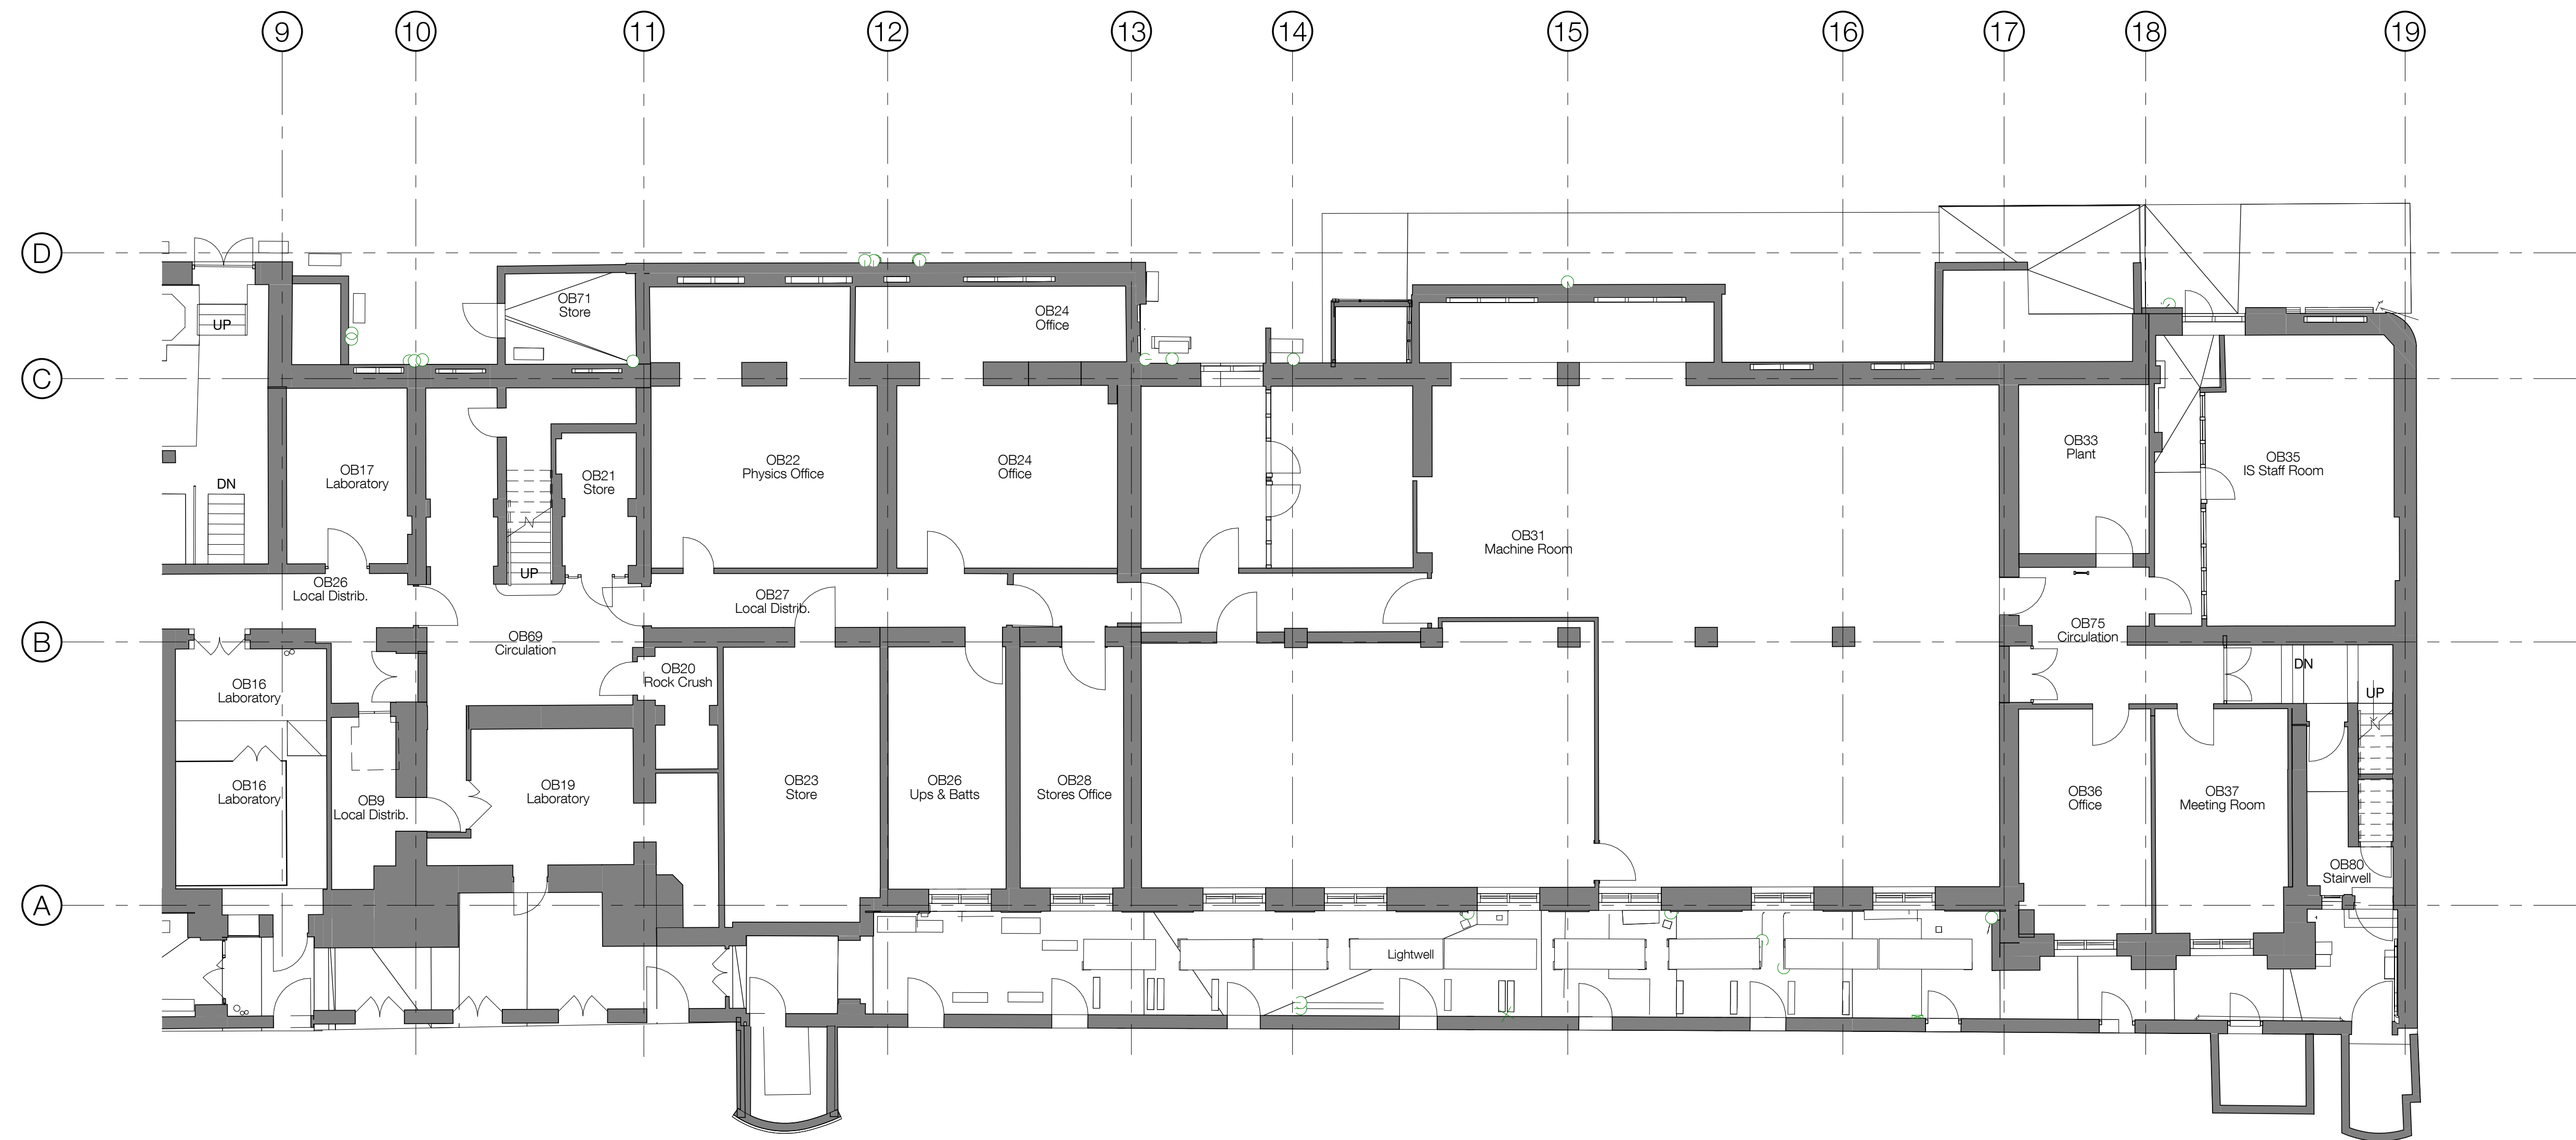 9
10
11
12
13
14
15
16
17
18
19
D
C
B
A
OB71
Store
OB24
Office
UP
OB17
Laboratory
DN
OB21
Store
OB22
Physics Office
OB24
Office
OB31
Machine Room
OB33
Plant
OB35
IS Staff Room
UP
OB26
Local Distrib.
OB27
Local Distrib.
OB69
Circulation
OB75
Circulation
DN
UP
OB16
Laboratory
OB20
Rock Crush
OB16
Laboratory
OB9
Local Distrib.
OB19
Laboratory
OB23
Store
OB26
Ups & Batts
OB28
Stores Office
OB36
Office
OB37
Meeting Room
OB80
Stairwell
Lightwell